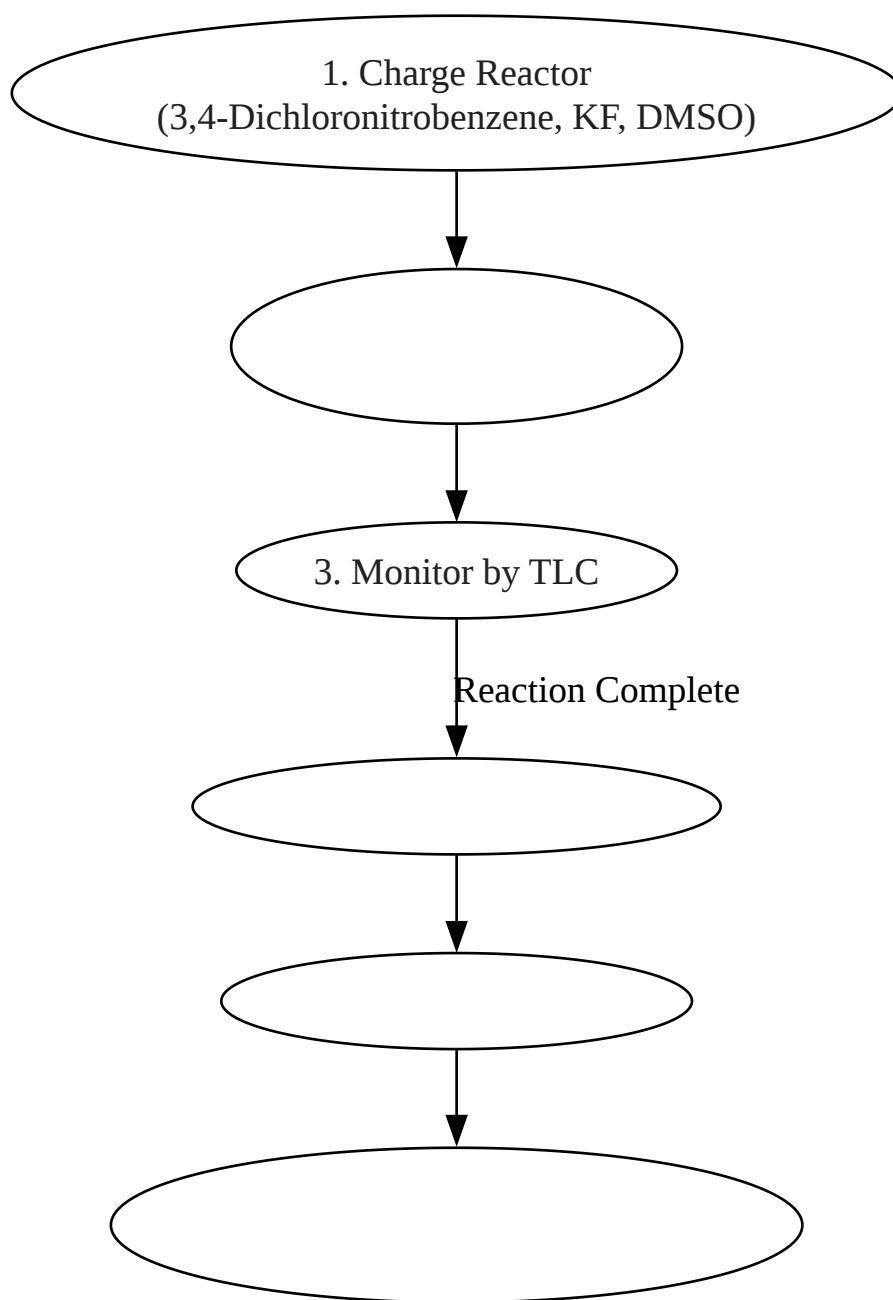 1. Charge Reactor
(3,4-Dichloronitrobenzene, KF, DMSO)
3. Monitor by TLC
Reaction Complete